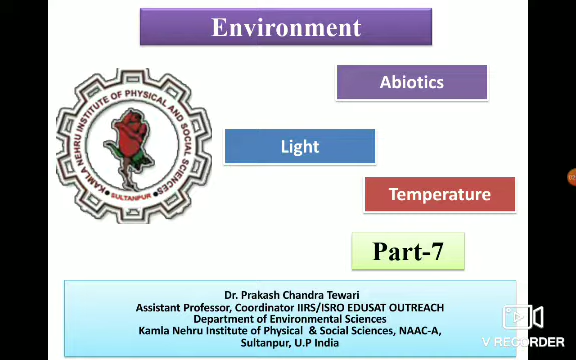 Environment
Abiotics
KAMLA NEHRU INSTITUTE OF PHYSICAL AND SOCIAL SCIENCES
• SULTANPUR •
Light
Temperature
Part-7
Dr. Prakash Chandra Tewari
Assistant Professor, Coordinator IIRS/ISRO EDUSAT OUTREACH
Department of Environmental Sciences
Kamla Nehru Institute of Physical & Social Sciences, NAAC-A,
Sultanpur, U.P India
V RECORDER